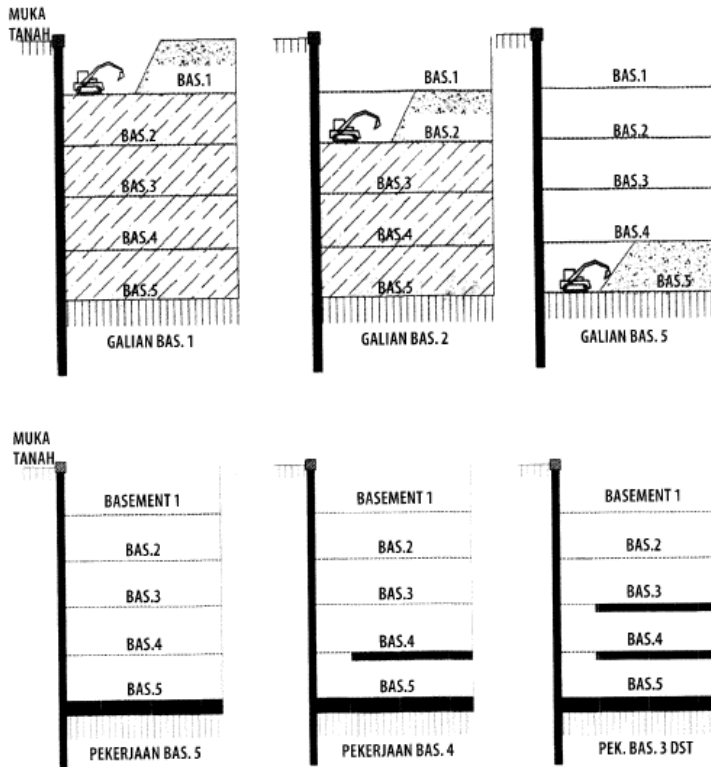 MUKA
TANAH
BAS.1
BAS.2
BAS.3
BAS.4
BAS.5
GALIAN BAS. 1
BAS.1
BAS.2
BAS.3
BAS.4
BAS.5
GALIAN BAS. 2
BAS.1
BAS.2
BAS.3
BAS.4
BAS.5
GALIAN BAS. 5
MUKA
TANAH
BASEMENT 1
BAS.2
BAS.3
BAS.4
BAS.5
PEKERJAAN BAS. 5
BASEMENT 1
BAS.2
BAS.3
BAS.4
BAS.5
PEKERJAAN BAS. 4
BASEMENT 1
BAS.2
BAS.3
BAS.4
BAS.5
PEK. BAS. 3 DST